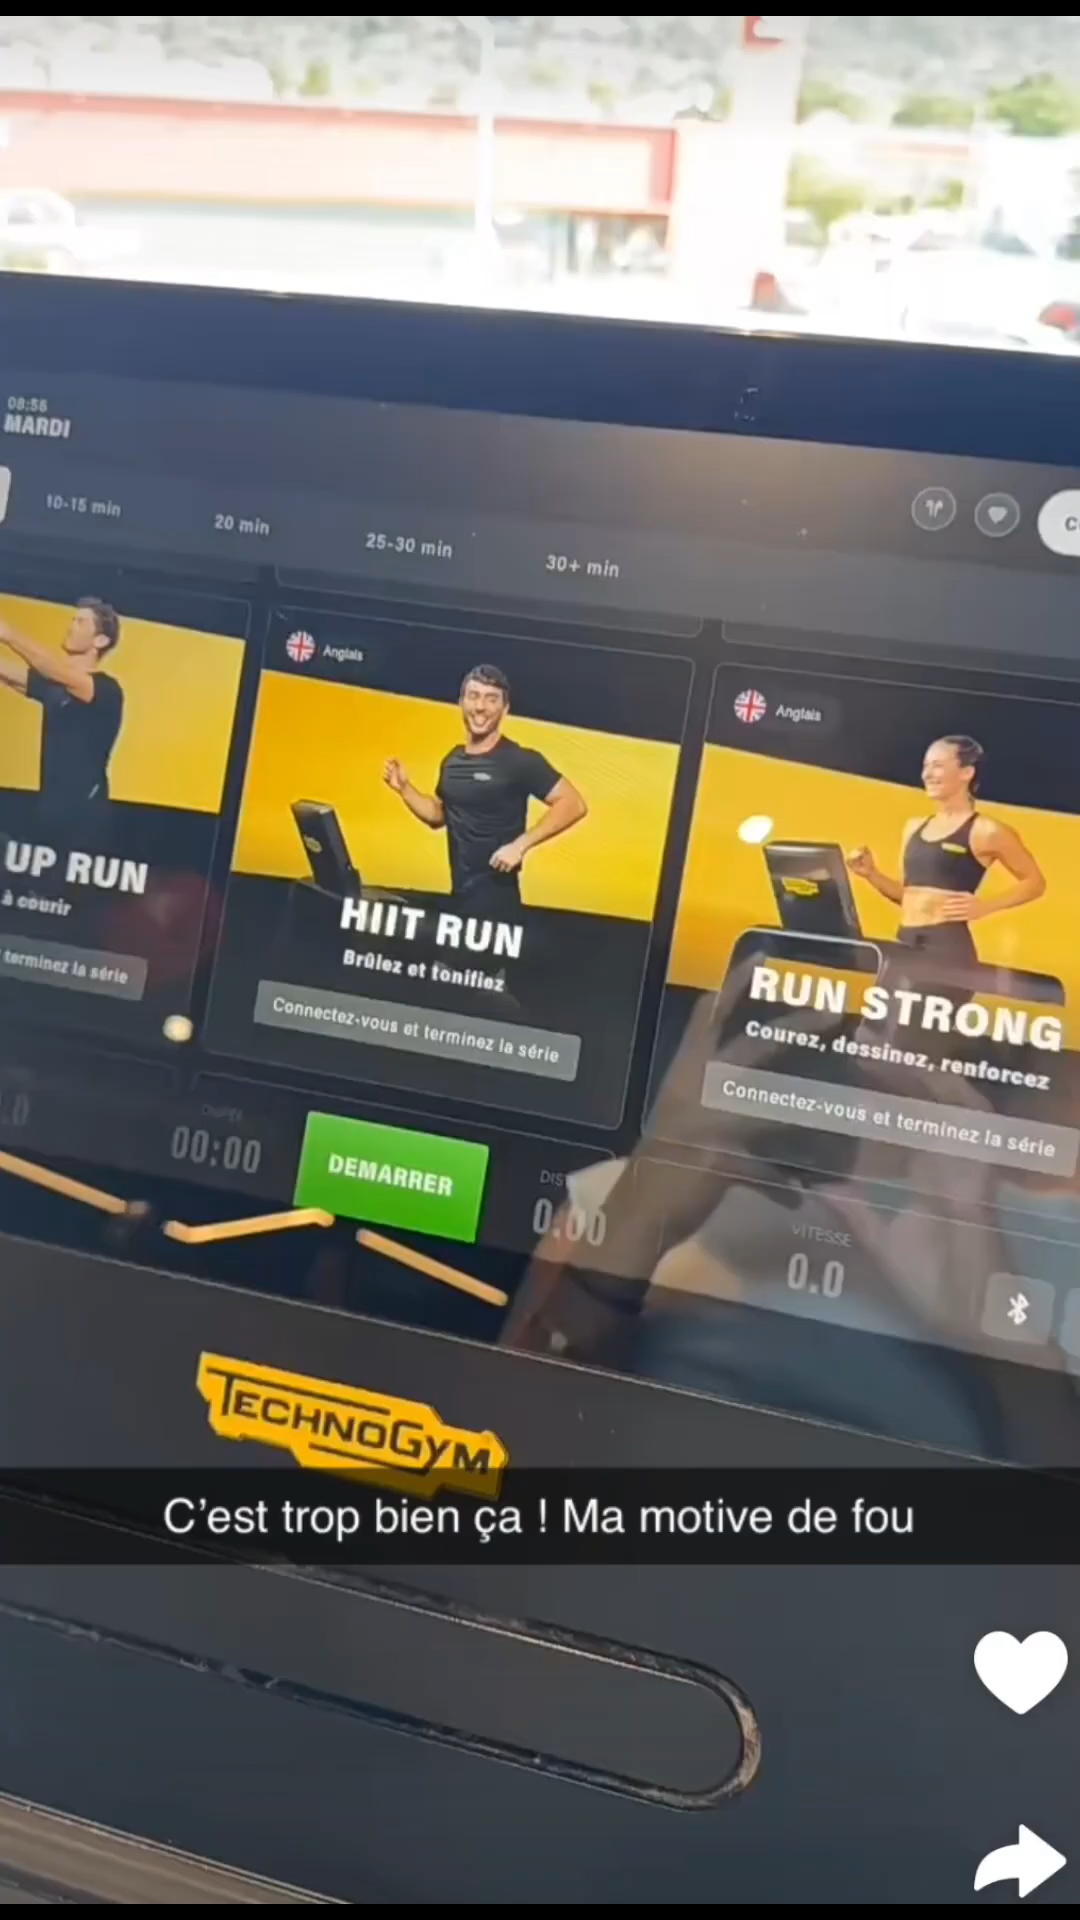 08:56
MARDI
10-15 min
20 min
25-30 min
30+ min
C
UP RUN
à courir
terminez la série
Anglais
HIIT RUN
Brûlez et tonifiez
Connectez-vous et terminez la série
Anglais
RUN STRONG
Courez, dessinez, renforcez
Connectez-vous et terminez la série
00:00
DEMARRER
DIST
0.00
VITESSE
0.0
TECHNOGYM
C’est trop bien ça ! Ma motive de fou